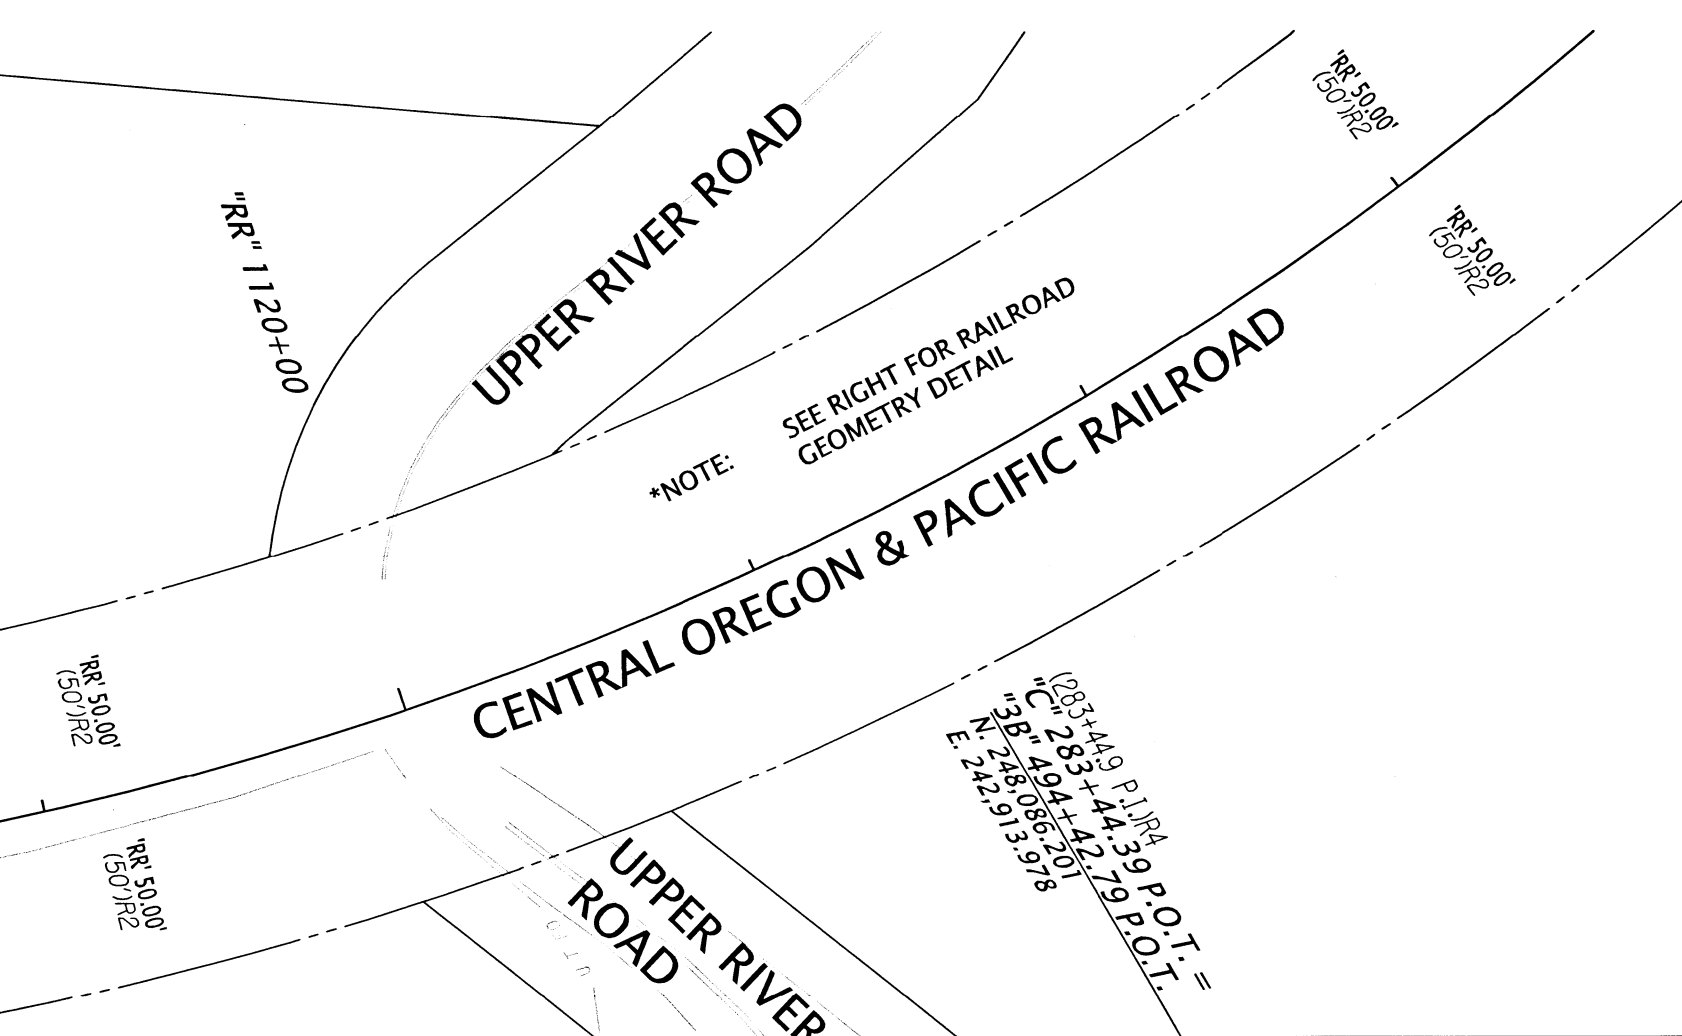 UPPER RIVER ROAD
'RR' 50.00'
(50')R2
"RR" 1120+00
'RR' 50.00'
(50')R2
*NOTE: SEE RIGHT FOR RAILROAD
GEOMETRY DETAIL
CENTRAL OREGON & PACIFIC RAILROAD
'RR' 50.00'
(50')R2
(283+44.9 P.I.)R4
"C" 283+44.39 P.O.T. =
"3B" 494+42.79 P.O.T.
N. 248,086.201
E. 242,913.978
'RR' 50.00'
(50')R2
UPPER RIVER
ROAD